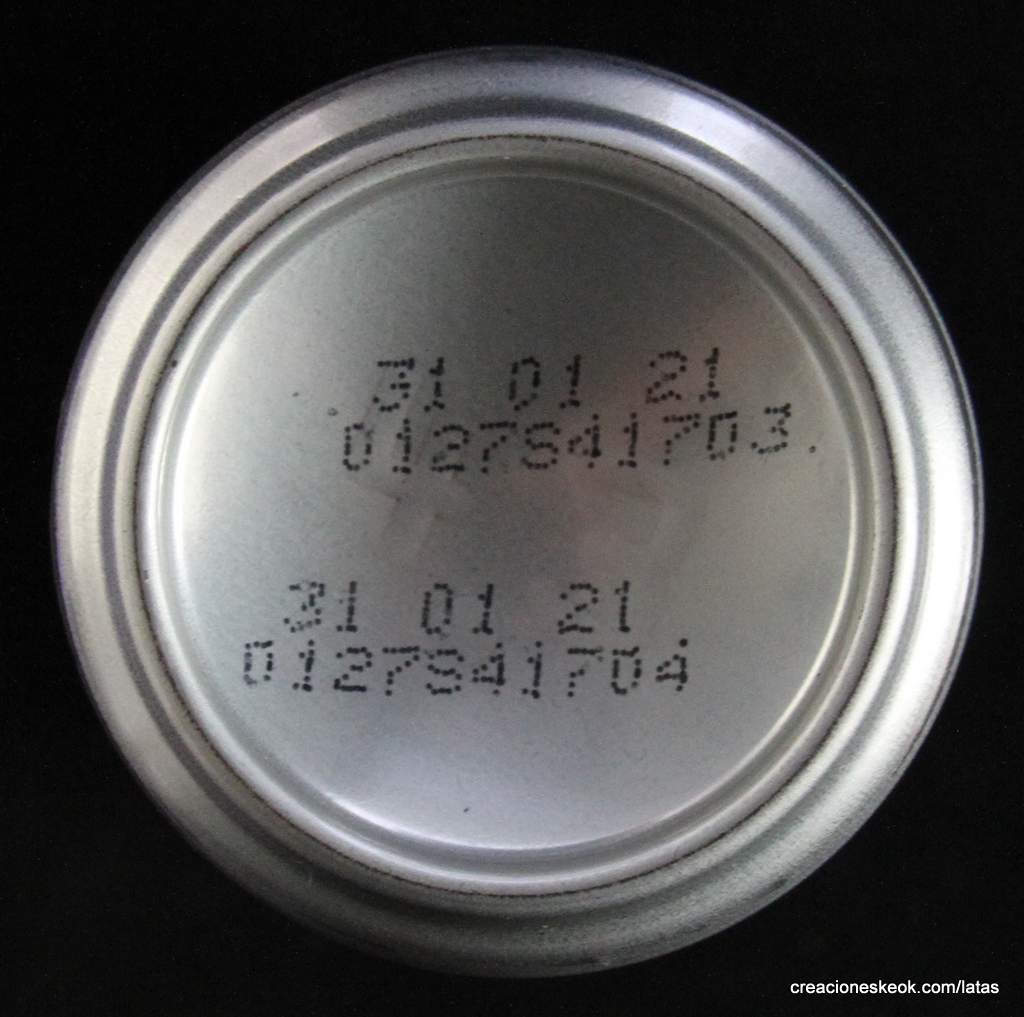 31 01 21
0127S41703.
31 01 21
0127S41704
creacioneskeok.com/latas